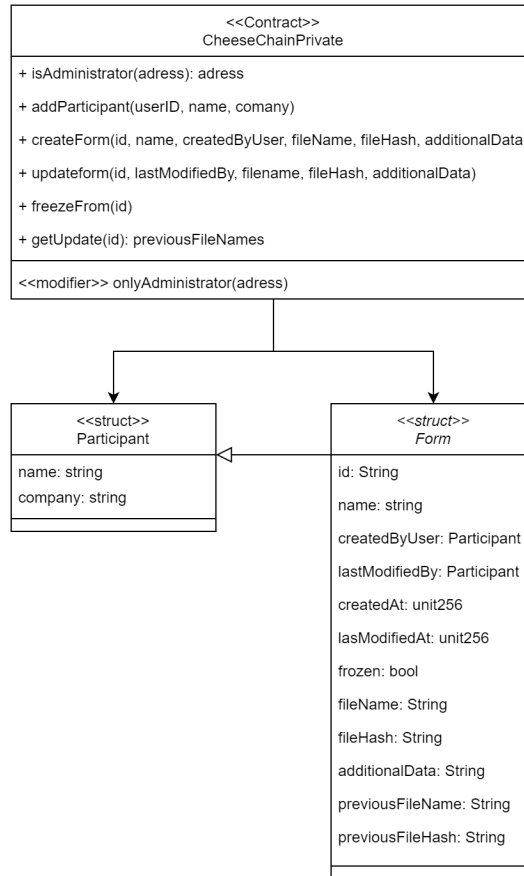 <<Contract>>
CheeseChainPrivate
+ isAdministrator(adress): adress
+ addParticipant(userID, name, comany)
+ createForm(id, name, createdByUser, fileName, fileHash, additionalData
+ updateform(id, lastModifiedBy, filename, fileHash, additionalData)
+ freezeFrom(id)
+ getUpdate(id): previousFileNames
<<modifier>> onlyAdministrator(adress)
<<struct>>
Participant
name: string
company: string
<<struct>>
Form
id: String
name: string
createdByUser: Participant
lastModifiedBy: Participant
createdAt: unit256
lasModifiedAt: unit256
frozen: bool
fileName: String
fileHash: String
additionalData: String
previousFileName: String
previousFileHash: String